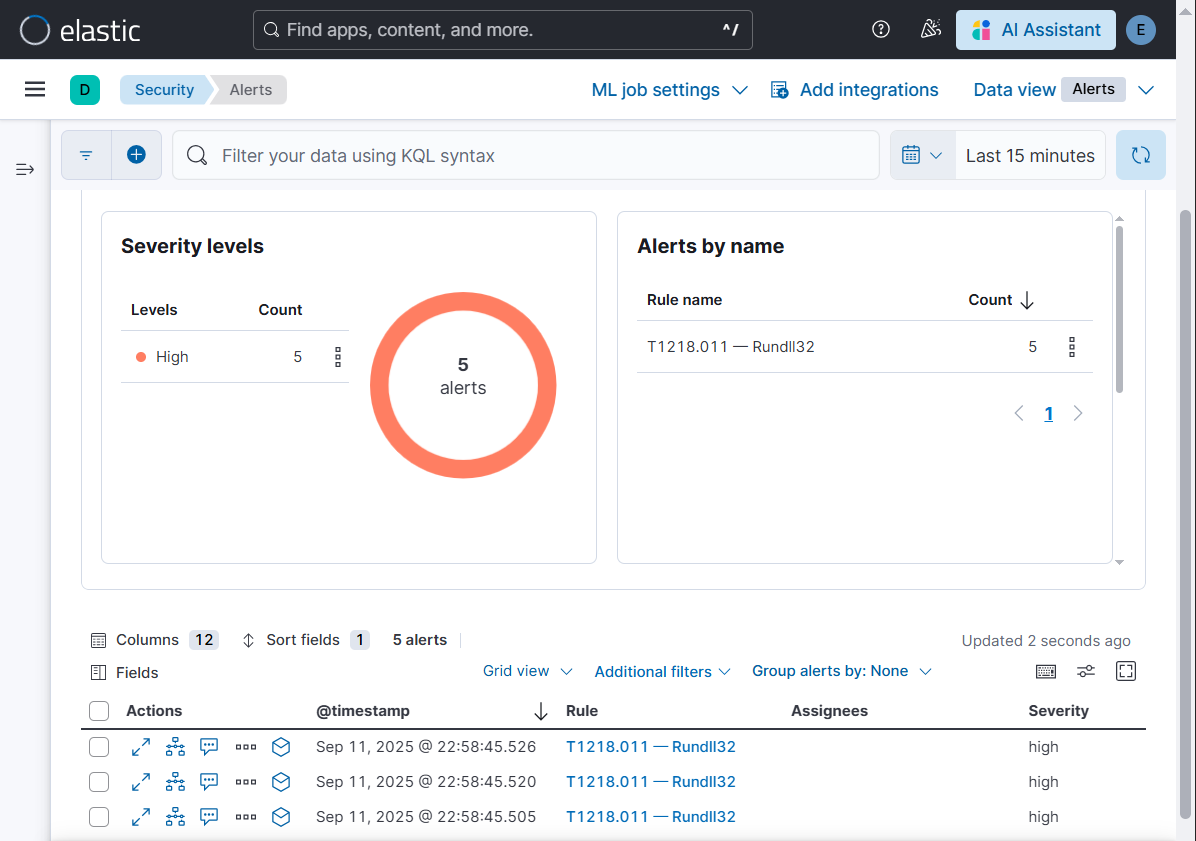 elastic
Find apps, content, and more.
^/
AI Assistant
E
D
Security
Alerts
ML job settings
Add integrations
Data view
Alerts
Filter your data using KQL syntax
Last 15 minutes
Severity levels
Levels Count
High 5
5
alerts
Alerts by name
Rule name Count
T1218.011 — Rundll32 5
1
Columns 12 Sort fields 1 5 alerts
Updated 2 seconds ago
Fields
Grid view
Additional filters
Group alerts by: None
Actions @timestamp Rule Assignees Severity
Sep 11, 2025 @ 22:58:45.526 T1218.011 — Rundll32 high
Sep 11, 2025 @ 22:58:45.520 T1218.011 — Rundll32 high
Sep 11, 2025 @ 22:58:45.505 T1218.011 — Rundll32 high